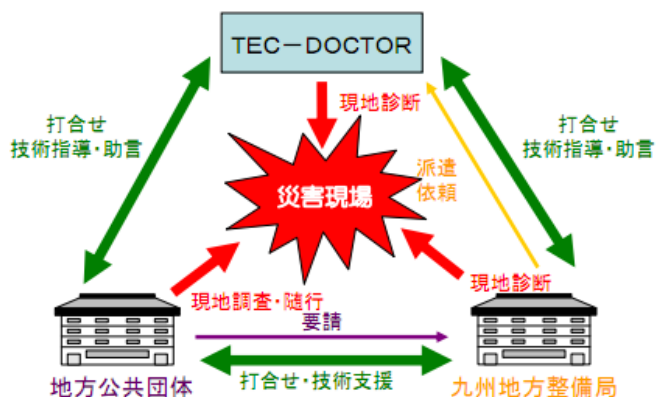 TEC－DOCTOR
打合せ
技術指導・助言
現地診断
打合せ
技術指導・助言
派遣
依頼
災害現場
現地診断
現地調査・随行
要請
打合せ・技術支援
地方公共団体
九州地方整備局